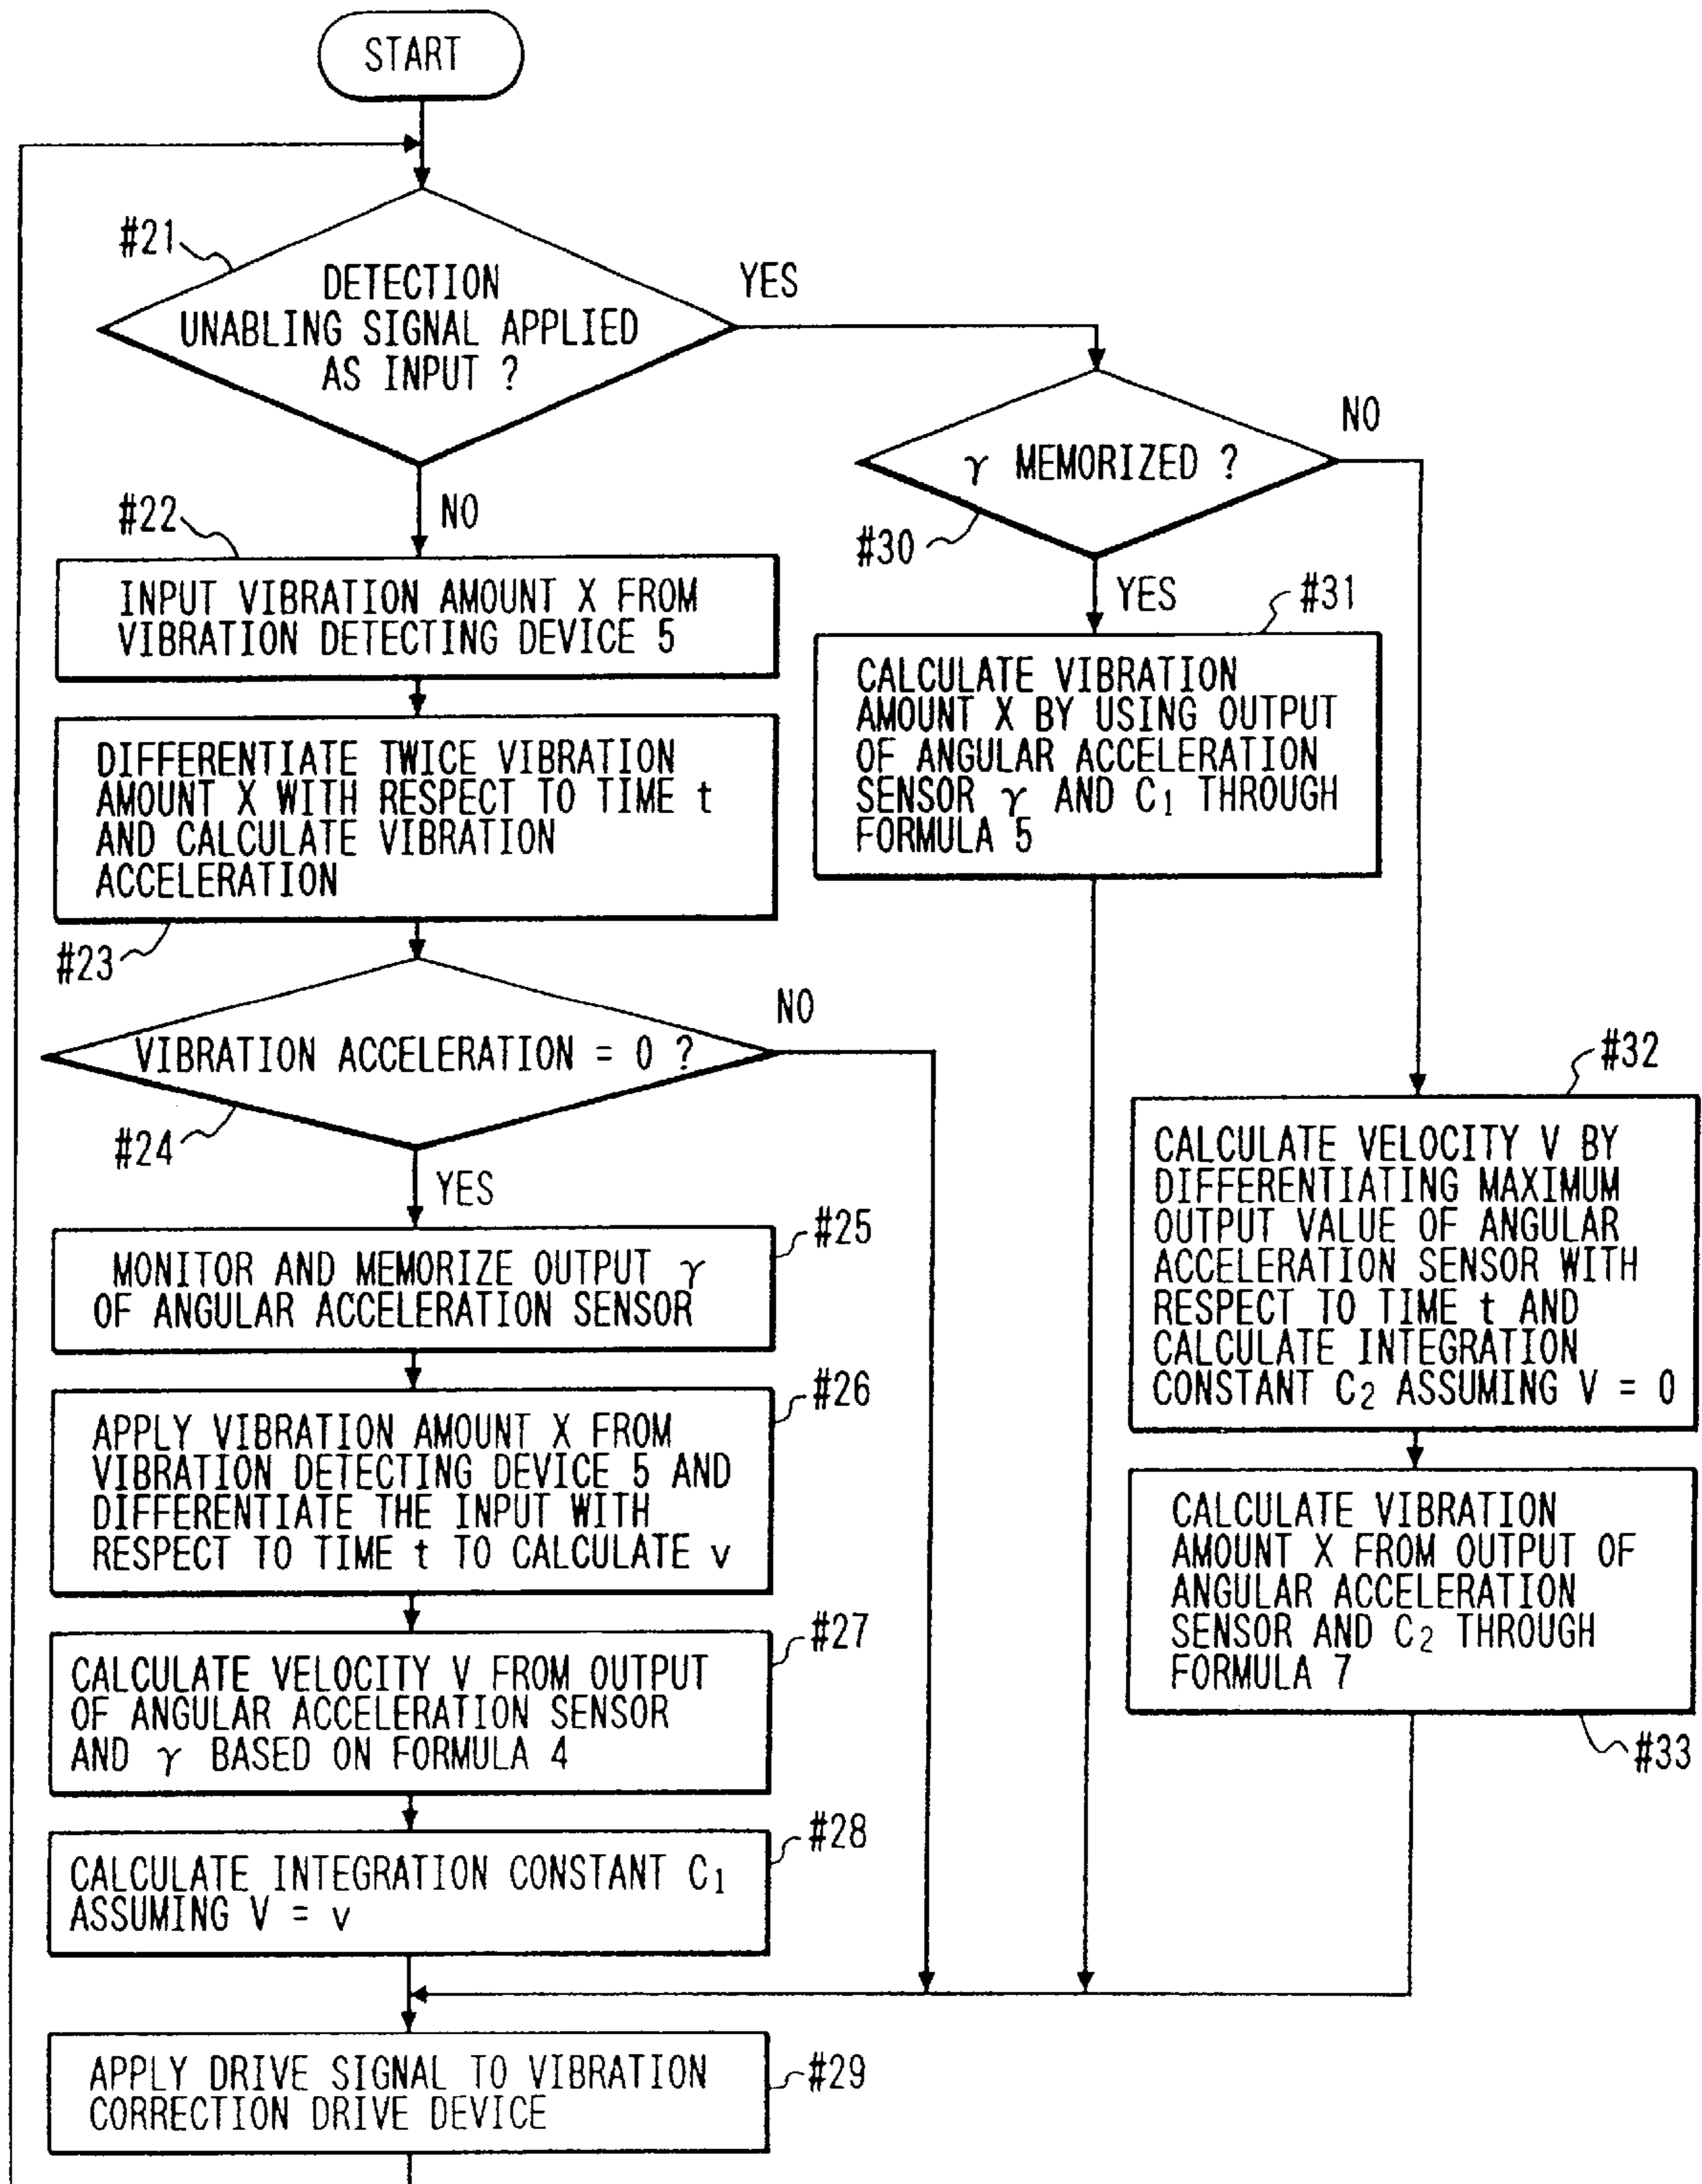 START
#21
DETECTION
UNABLING SIGNAL APPLIED
AS INPUT ?
YES
NO
γ MEMORIZED ?
#30
NO
YES
#22
INPUT VIBRATION AMOUNT X FROM
VIBRATION DETECTING DEVICE 5
#31
CALCULATE VIBRATION
AMOUNT X BY USING OUTPUT
OF ANGULAR ACCELERATION
SENSOR γ AND C₁ THROUGH
FORMULA 5
DIFFERENTIATE TWICE VIBRATION
AMOUNT X WITH RESPECT TO TIME t
AND CALCULATE VIBRATION
ACCELERATION
#23
VIBRATION ACCELERATION = 0 ?
NO
#24
YES
#32
CALCULATE VELOCITY V BY
DIFFERENTIATING MAXIMUM
OUTPUT VALUE OF ANGULAR
ACCELERATION SENSOR WITH
RESPECT TO TIME t AND
CALCULATE INTEGRATION
CONSTANT C₂ ASSUMING V = 0
#25
MONITOR AND MEMORIZE OUTPUT γ
OF ANGULAR ACCELERATION SENSOR
#26
APPLY VIBRATION AMOUNT X FROM
VIBRATION DETECTING DEVICE 5 AND
DIFFERENTIATE THE INPUT WITH
RESPECT TO TIME t TO CALCULATE v
CALCULATE VIBRATION
AMOUNT X FROM OUTPUT OF
ANGULAR ACCELERATION
SENSOR AND C₂ THROUGH
FORMULA 7
#33
#27
CALCULATE VELOCITY V FROM OUTPUT
OF ANGULAR ACCELERATION SENSOR
AND γ BASED ON FORMULA 4
#28
CALCULATE INTEGRATION CONSTANT C₁
ASSUMING V = v
#29
APPLY DRIVE SIGNAL TO VIBRATION
CORRECTION DRIVE DEVICE